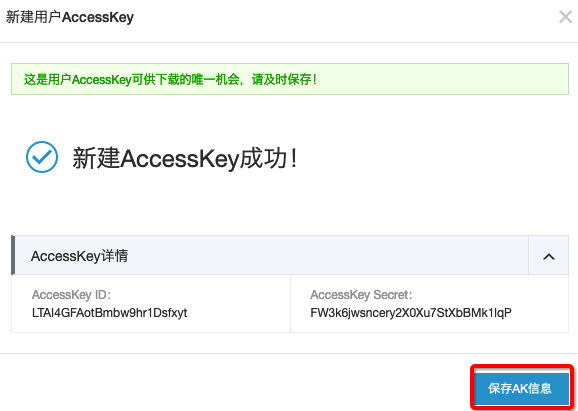 新建用户AccessKey
这是用户AccessKey可供下载的唯一机会，请及时保存！
新建AccessKey成功！
AccessKey详情
AccessKey ID：
AccessKey Secret：
LTAI4GFAotBmbw9hr1Dsfxyt
FW3k6jwsncery2X0Xu7StXbBMk1lqP
保存AK信息